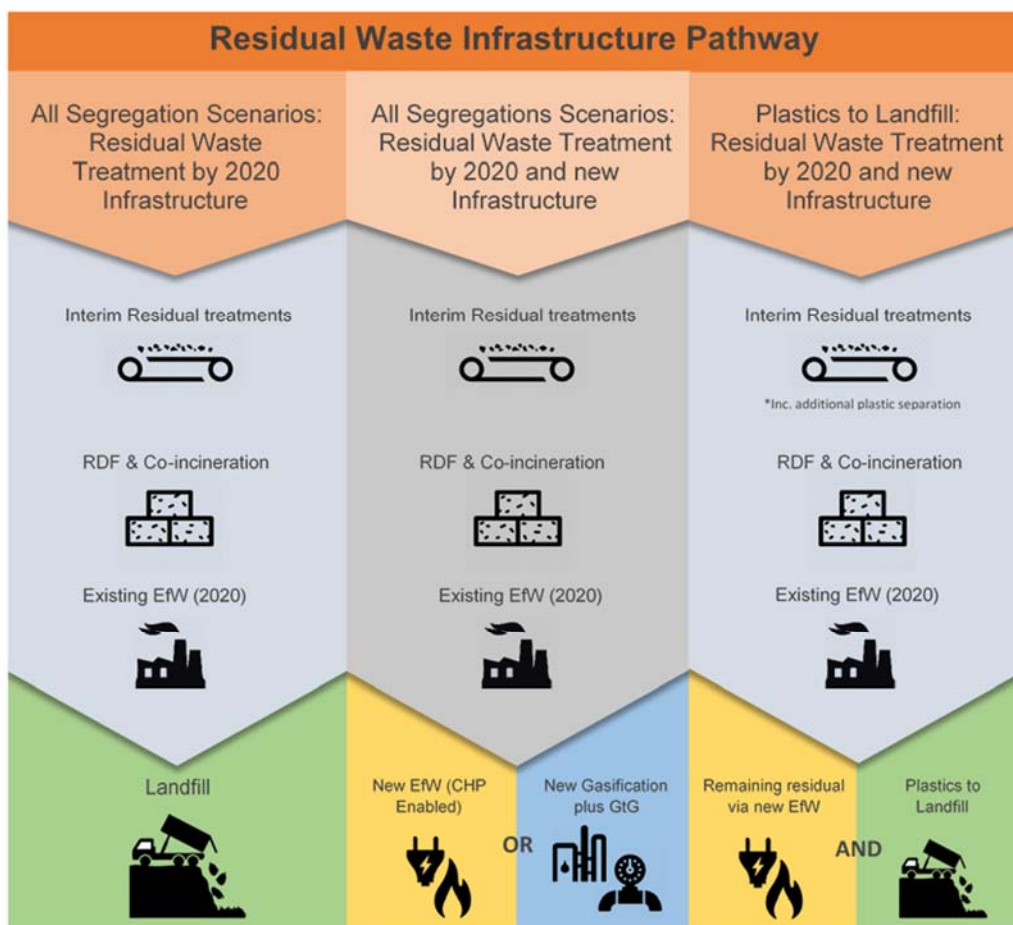 Residual Waste Infrastructure Pathway
All Segregation Scenarios:
Residual Waste
Treatment by 2020
Infrastructure
All Segregations Scenarios:
Residual Waste Treatment
by 2020 and new
Infrastructure
Plastics to Landfill:
Residual Waste Treatment
by 2020 and new
Infrastructure
Interim Residual treatments
Interim Residual treatments
Interim Residual treatments
*Inc. additional plastic separation
RDF & Co-incineration
RDF & Co-incineration
RDF & Co-incineration
Existing EfW (2020)
Existing EfW (2020)
Existing EfW (2020)
Landfill
New EfW (CHP
Enabled)
OR
New Gasification
plus GtG
Remaining residual
via new EfW
AND
Plastics to
Landfill